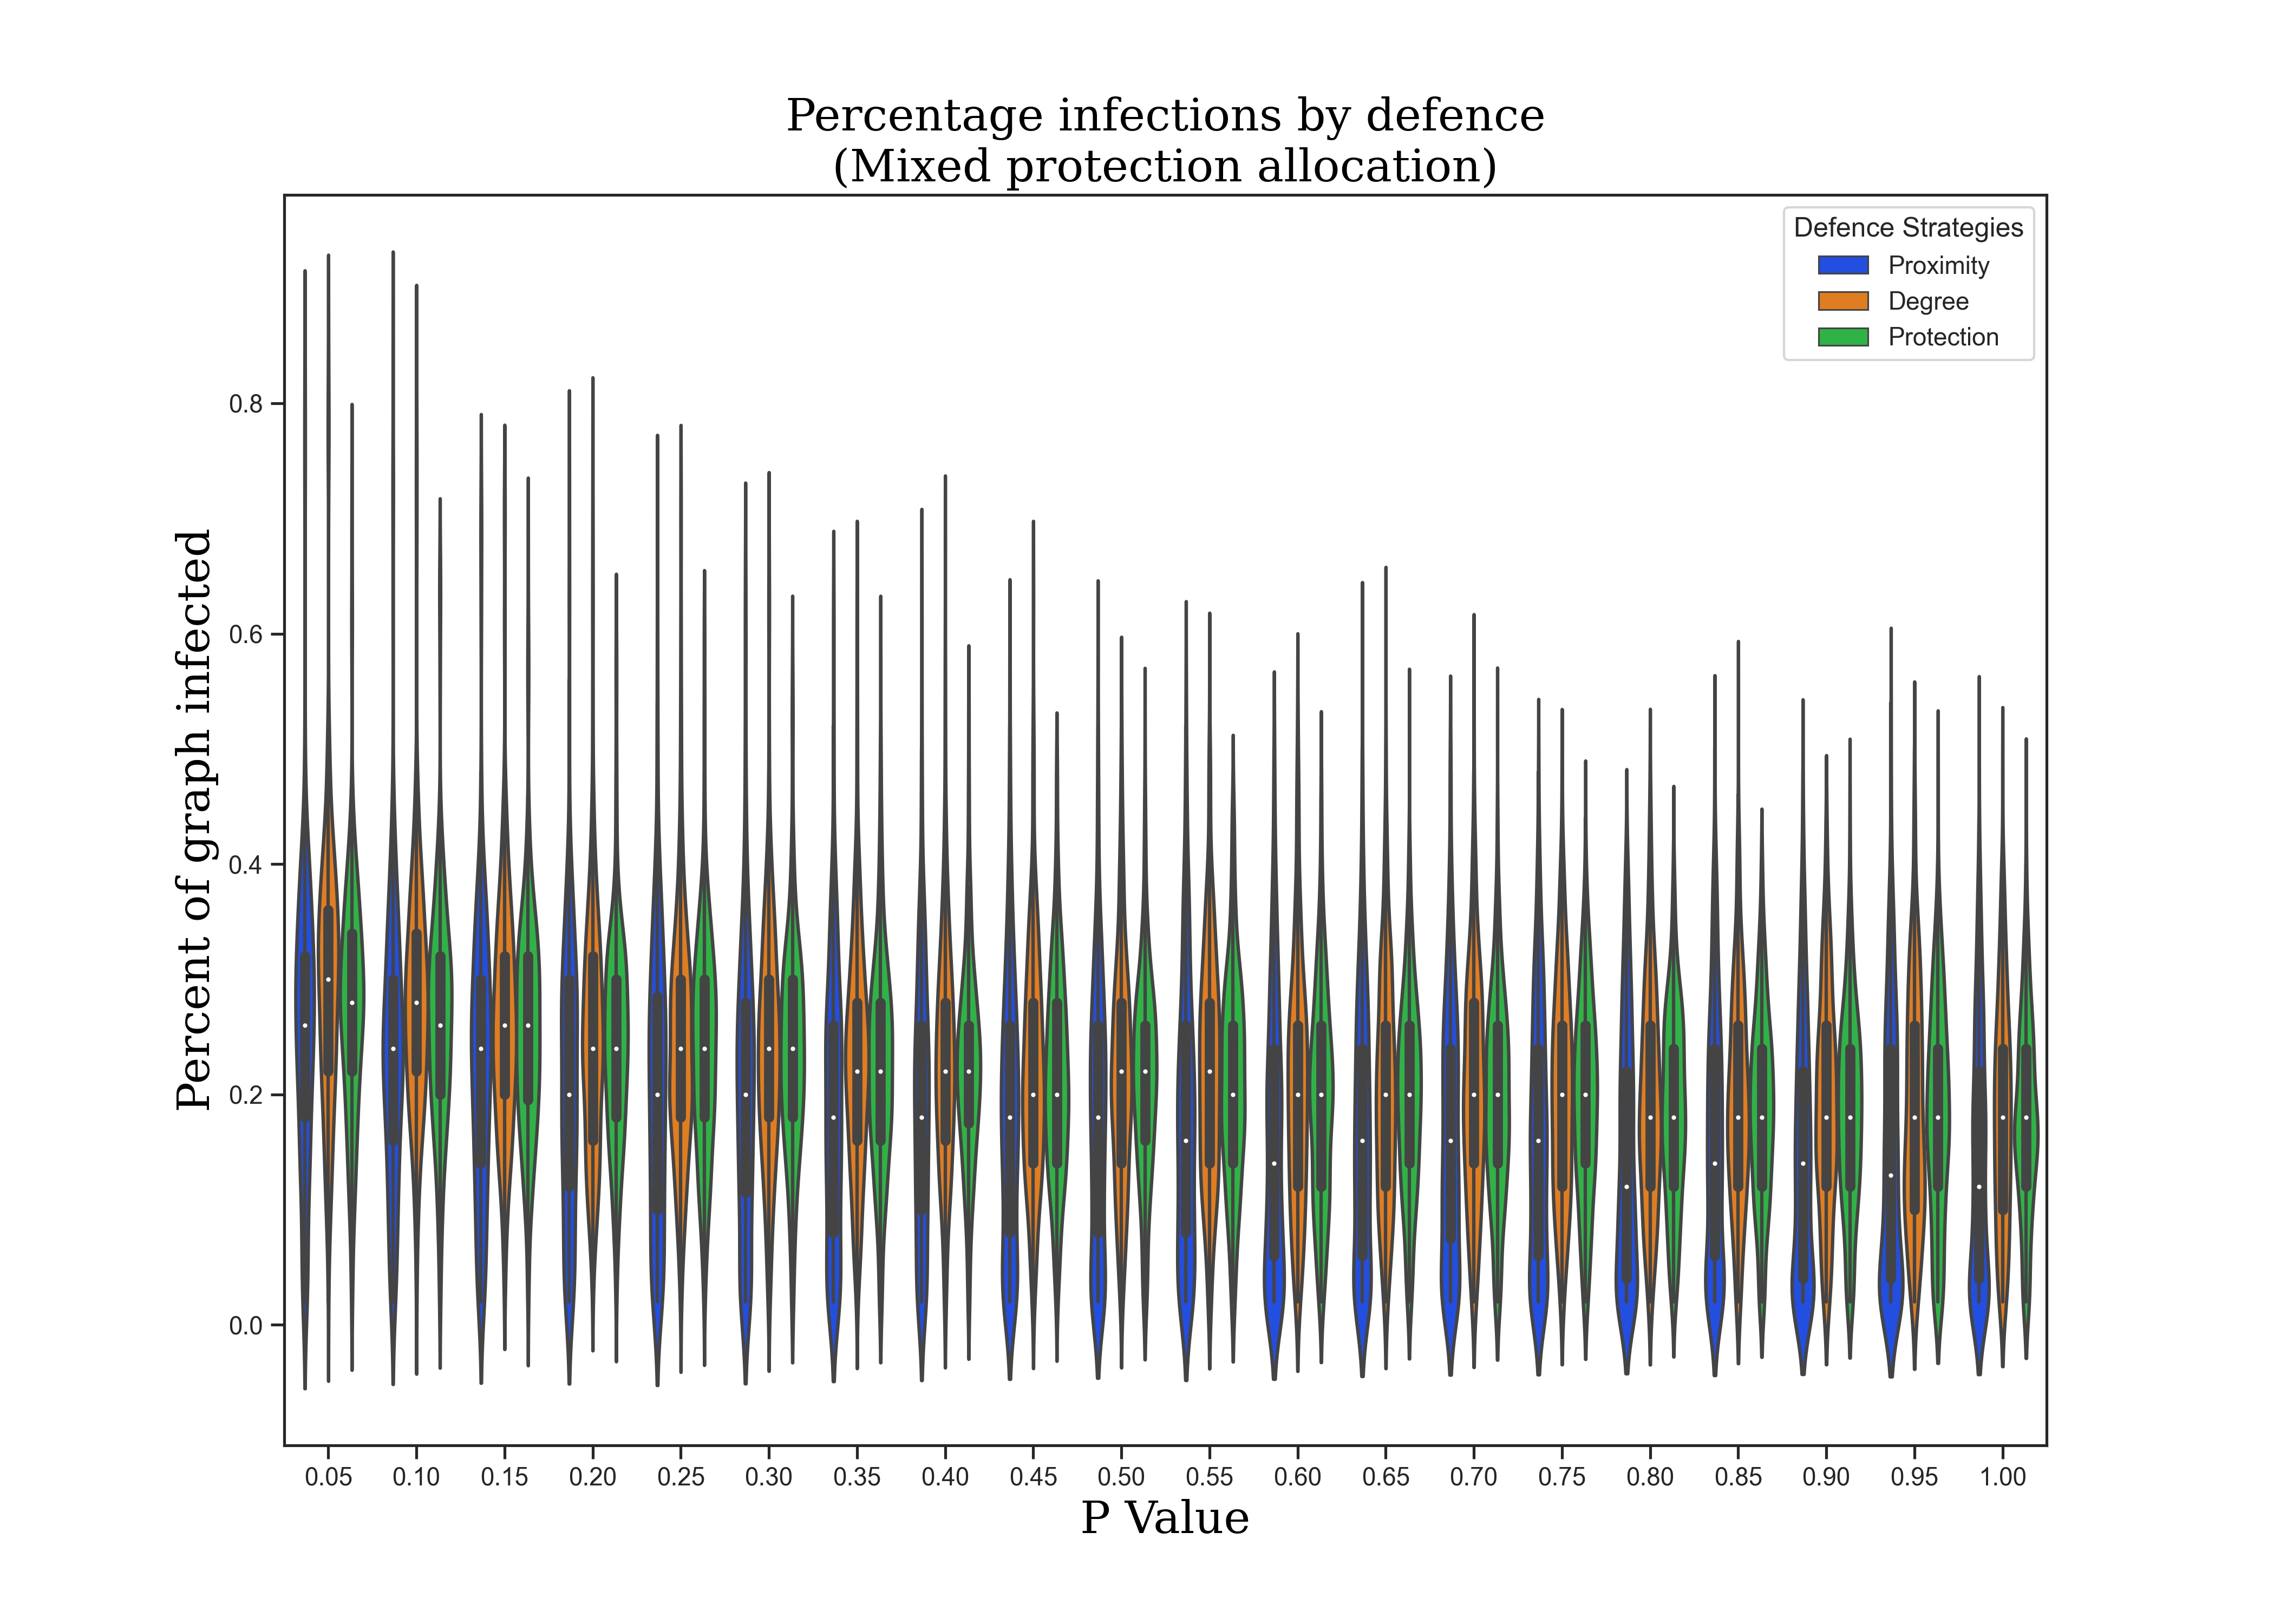 Percentage infections by defence
(Mixed protection allocation)
Defence Strategies
Proximity
Degree
Protection
Percent of graph infected
0.8
0.6
0.4
0.2
0.0
0.05 0.10 0.15 0.20 0.25 0.30 0.35 0.40 0.45 0.50 0.55 0.60 0.65 0.70 0.75 0.80 0.85 0.90 0.95 1.00
P Value